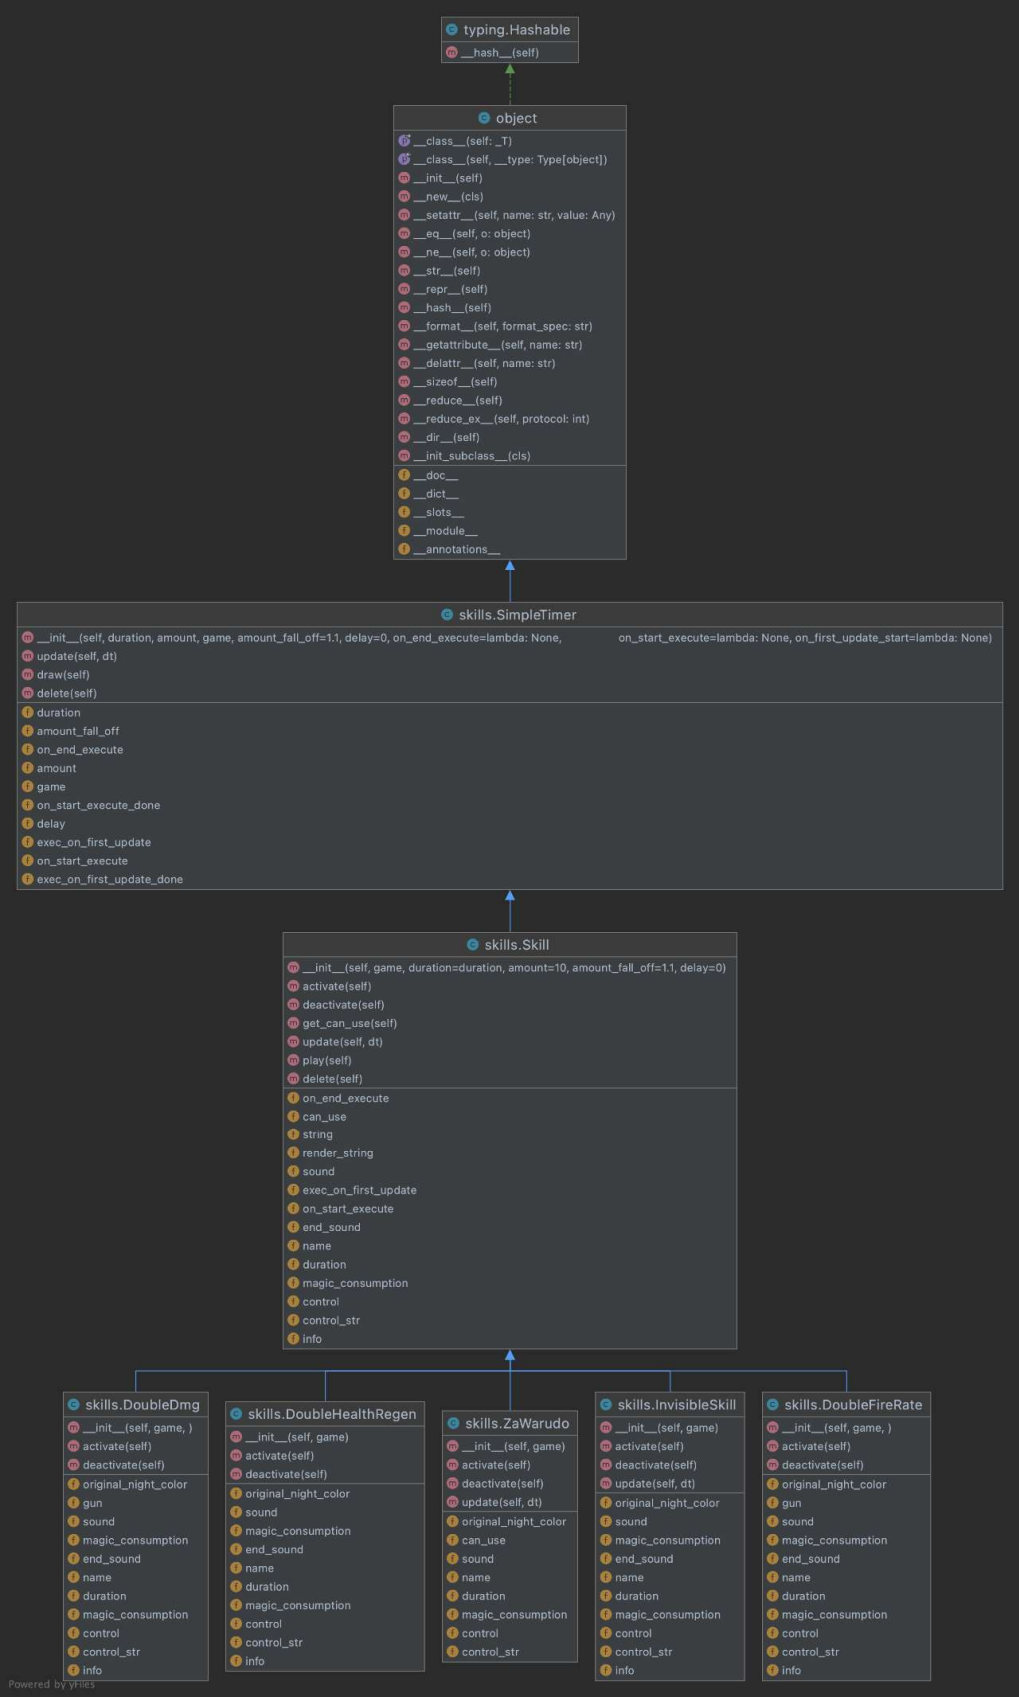 typing.Hashable
__hash__(self)
object
__class__(self: _T)
__class__(self, __type: Type[object])
__init__(self)
__new__(cls)
__setattr__(self, name: str, value: Any)
__eq__(self, o: object)
__ne__(self, o: object)
__str__(self)
__repr__(self)
__hash__(self)
__format__(self, format_spec: str)
__getattribute__(self, name: str)
__delattr__(self, name: str)
__sizeof__(self)
__reduce__(self)
__reduce_ex__(self, protocol: int)
__dir__(self)
__init_subclass__(cls)
__doc__
__dict__
__slots__
__module__
__annotations__
skills.SimpleTimer
__init__(self, duration, amount, game, amount_fall_off=1.1, delay=0, on_end_execute=lambda: None, on_start_execute=lambda: None, on_first_update_start=lambda: None)
update(self, dt)
draw(self)
delete(self)
duration
amount_fall_off
on_end_execute
amount
game
on_start_execute_done
delay
exec_on_first_update
on_start_execute
exec_on_first_update_done
skills.Skill
__init__(self, game, duration=duration, amount=10, amount_fall_off=1.1, delay=0)
activate(self)
deactivate(self)
get_can_use(self)
update(self, dt)
play(self)
delete(self)
on_end_execute
can_use
string
render_string
sound
exec_on_first_update
on_start_execute
end_sound
name
duration
magic_consumption
control
control_str
info
skills.DoubleDmg
__init__(self, game, )
activate(self)
deactivate(self)
original_night_color
gun
sound
magic_consumption
end_sound
name
duration
magic_consumption
control
control_str
info
skills.DoubleHealthRegen
__init__(self, game)
activate(self)
deactivate(self)
original_night_color
sound
magic_consumption
end_sound
name
duration
magic_consumption
control
control_str
info
skills.ZaWarudo
__init__(self, game)
activate(self)
deactivate(self)
update(self, dt)
original_night_color
can_use
sound
name
duration
magic_consumption
control
control_str
skills.InvisibleSkill
__init__(self, game)
activate(self)
deactivate(self)
update(self, dt)
original_night_color
sound
magic_consumption
end_sound
name
duration
magic_consumption
control
control_str
info
skills.DoubleFireRate
__init__(self, game, )
activate(self)
deactivate(self)
original_night_color
gun
sound
magic_consumption
end_sound
name
duration
magic_consumption
control
control_str
info
Powered by yFiles